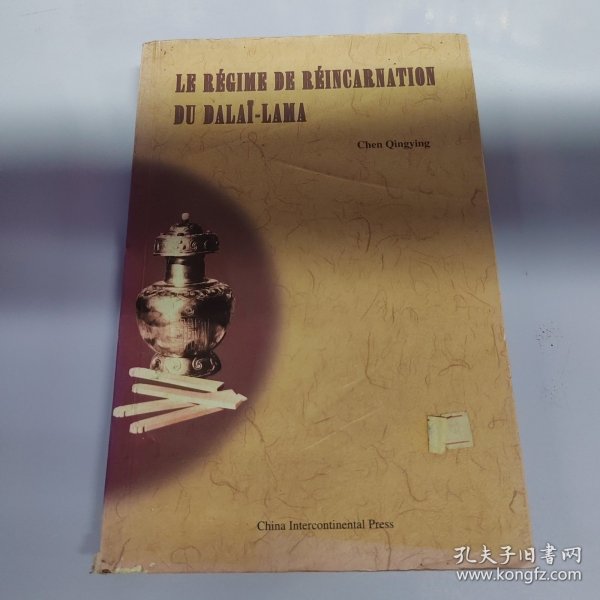 LE RÉGIME DE RÉINCARNATION
DU DALAÏ-LAMA
Chen Qingying
China Intercontinental Press
孔夫子旧书网
www.kongfz.com